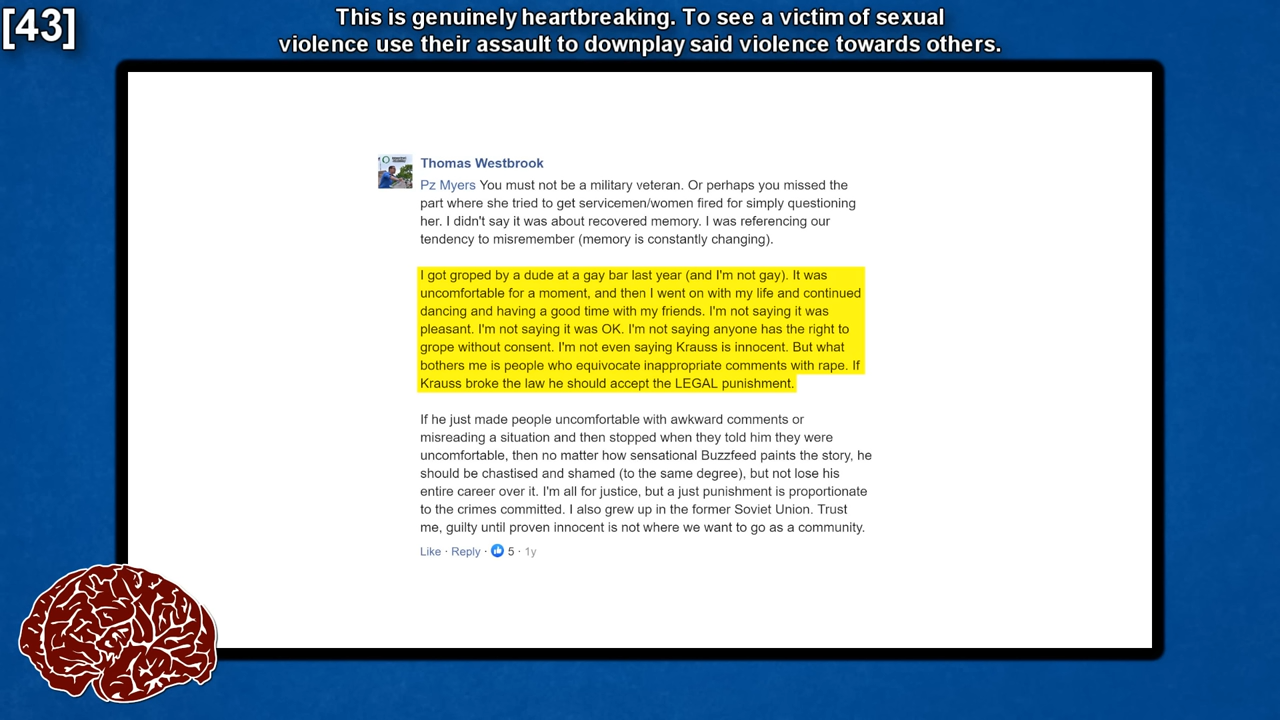 [43]
This is genuinely heartbreaking. To see a victim of sexual
violence use their assault to downplay said violence towards others.
Thomas Westbrook
Pz Myers You must not be a military veteran. Or perhaps you missed the
part where she tried to get servicemen/women fired for simply questioning
her. I didn't say it was about recovered memory. I was referencing our
tendency to misremember (memory is constantly changing).
I got groped by a dude at a gay bar last year (and I'm not gay). It was
uncomfortable for a moment, and then I went on with my life and continued
dancing and having a good time with my friends. I'm not saying it was
pleasant. I'm not saying it was OK. I'm not saying anyone has the right to
grope without consent. I'm not even saying Krauss is innocent. But what
bothers me is people who equivocate inappropriate comments with rape. If
Krauss broke the law he should accept the LEGAL punishment.
If he just made people uncomfortable with awkward comments or
misreading a situation and then stopped when they told him they were
uncomfortable, then no matter how sensational Buzzfeed paints the story, he
should be chastised and shamed (to the same degree), but not lose his
entire career over it. I'm all for justice, but a just punishment is proportionate
to the crimes committed. I also grew up in the former Soviet Union. Trust
me, guilty until proven innocent is not where we want to go as a community.
Like · Reply · 5 · 1y